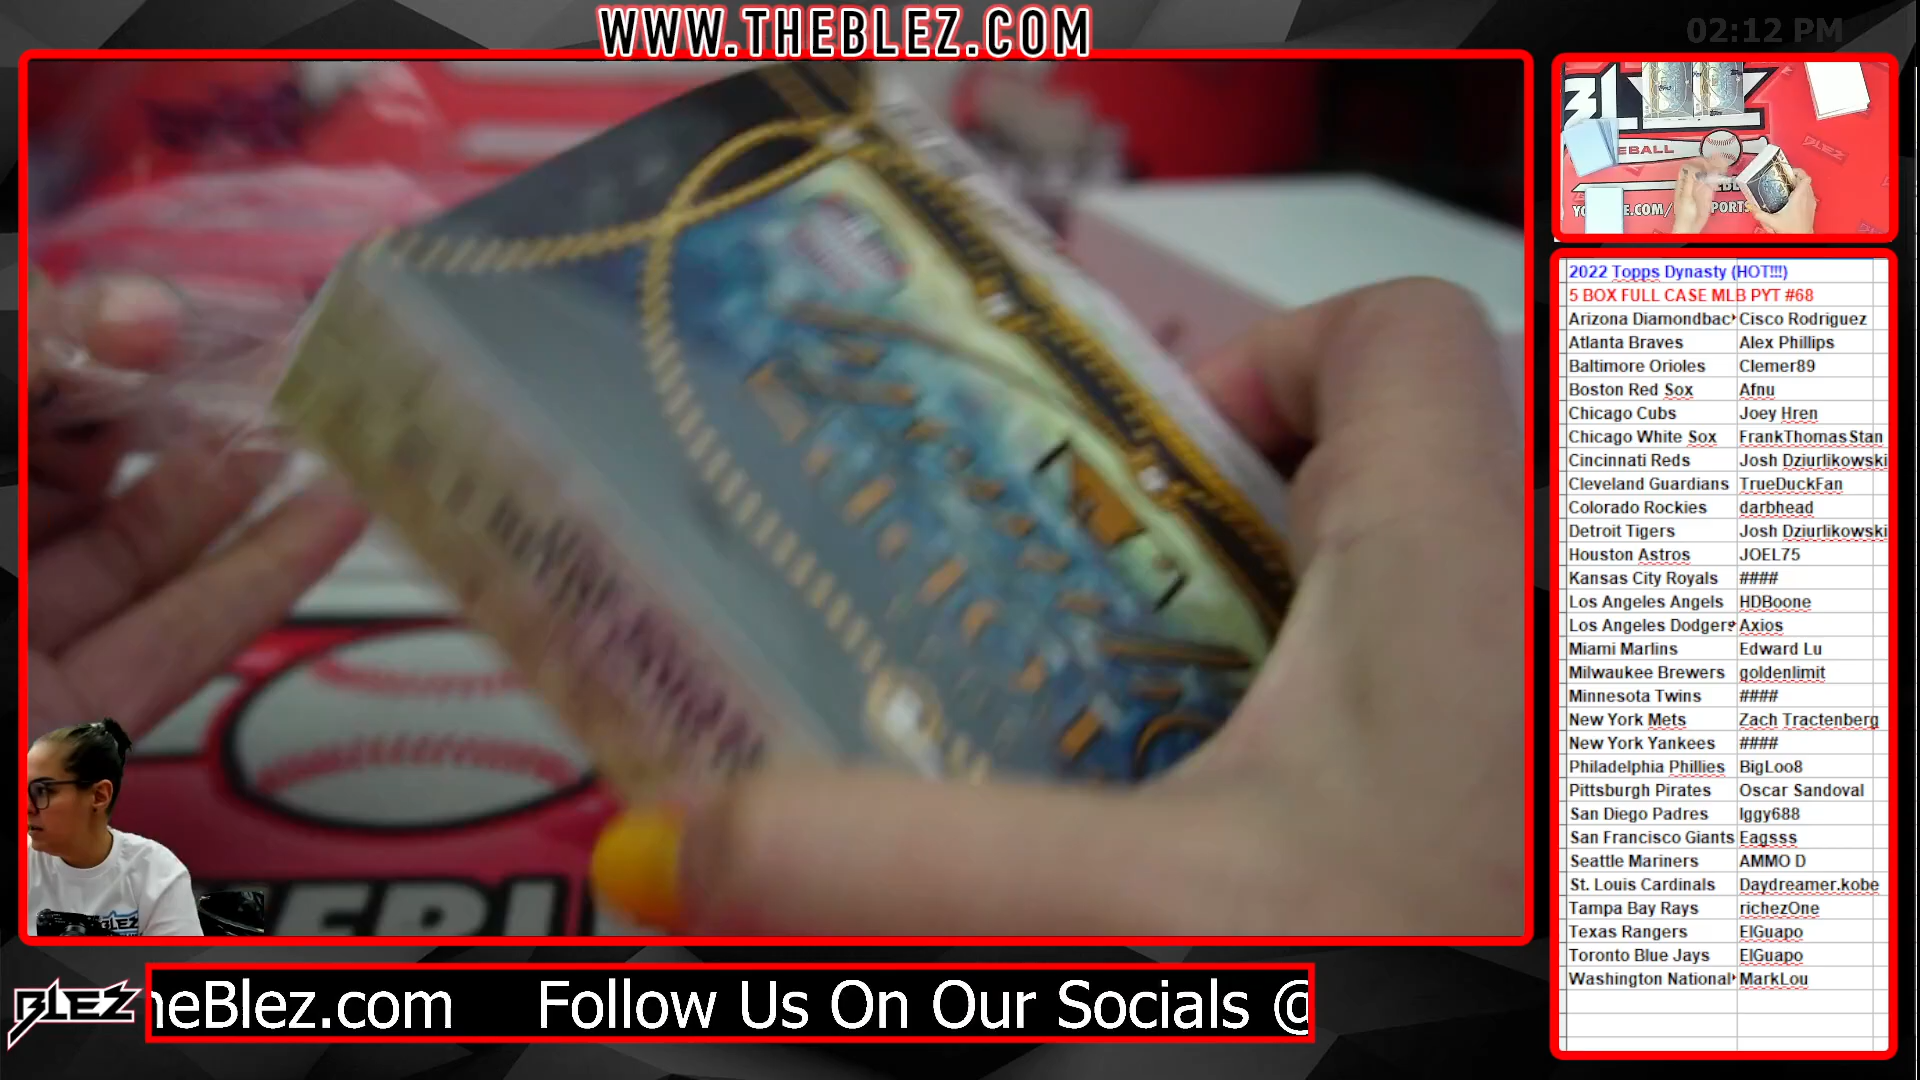 WWW.THEBLEZ.COM
02:12 PM
BASEBALL
2022 Topps Dynasty (HOT!!!)
5 BOX FULL CASE MLB PYT #68
Arizona Diamondbac Cisco Rodriguez
Atlanta Braves Alex Phillips
Baltimore Orioles Clemer89
Boston Red Sox Afnu
Chicago Cubs Joey Hren
Chicago White Sox FrankThomasStan
Cincinnati Reds Josh Dziurlikowski
Cleveland Guardians TrueDuckFan
Colorado Rockies darbhead
Detroit Tigers Josh Dziurlikowski
Houston Astros JOEL75
Kansas City Royals ####
Los Angeles Angels HDBoone
Los Angeles Dodgers Axios
Miami Marlins Edward Lu
Milwaukee Brewers goldenlimit
Minnesota Twins ####
New York Mets Zach Tractenberg
New York Yankees ####
Philadelphia Phillies BigLoo8
Pittsburgh Pirates Oscar Sandoval
San Diego Padres Iggy688
San Francisco Giants Eagsss
Seattle Mariners AMMO D
St. Louis Cardinals Daydreamer.kobe
Tampa Bay Rays richezOne
Texas Rangers ElGuapo
Toronto Blue Jays ElGuapo
Washington National MarkLou
BLEZ
heBlez.com Follow Us On Our Socials @